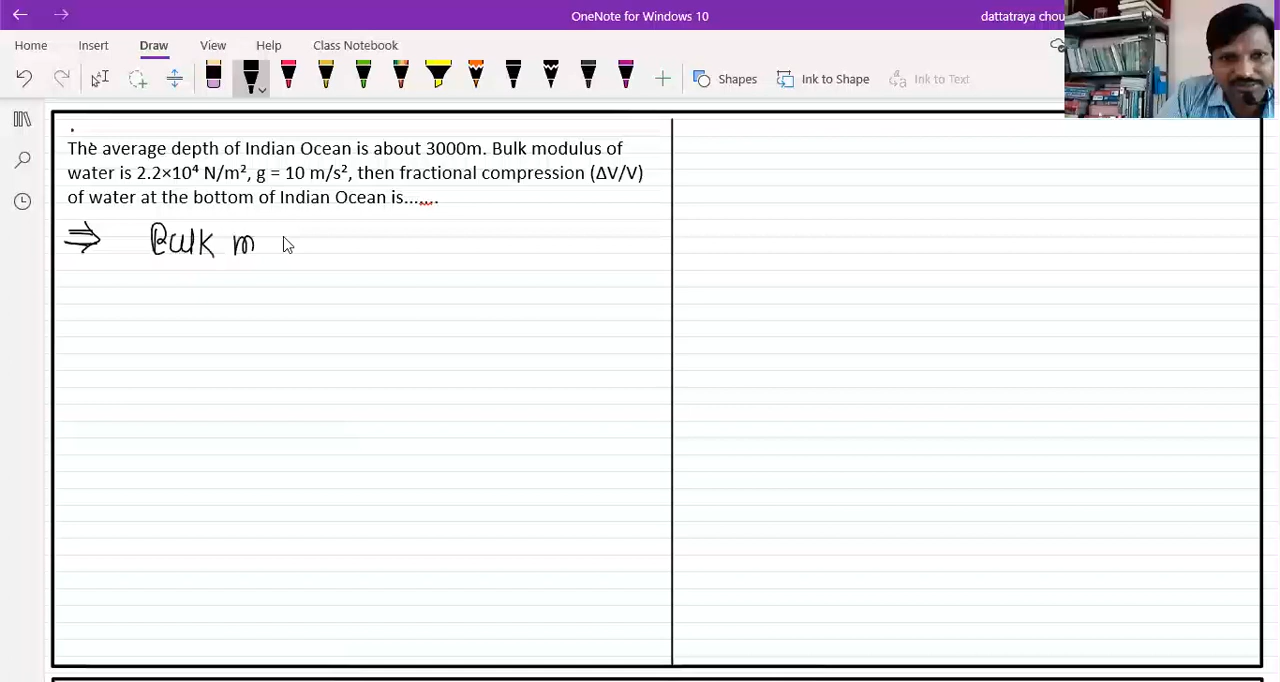 OneNote for Windows 10
dattatraya chou
Home Insert Draw View Help Class Notebook
Shapes Ink to Shape Ink to Text
The average depth of Indian Ocean is about 3000m. Bulk modulus of
water is 2.2×10⁴ N/m², g = 10 m/s², then fractional compression (ΔV/V)
of water at the bottom of Indian Ocean is.......
⇒ Bulk m